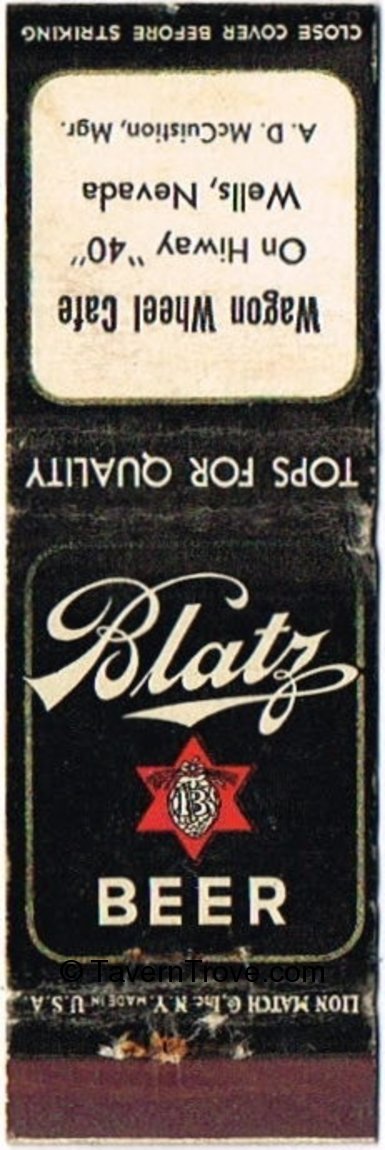 CLOSE COVER BEFORE STRIKING
Wagon Wheel Cafe
On Hiway "40"
Wells, Nevada
A. D. McCuistion, Mgr.
TOPS FOR QUALITY
Blatz
B
BEER
© TavernTrove.com
LION MATCH Co., INC. N.Y. MADE IN U.S.A.